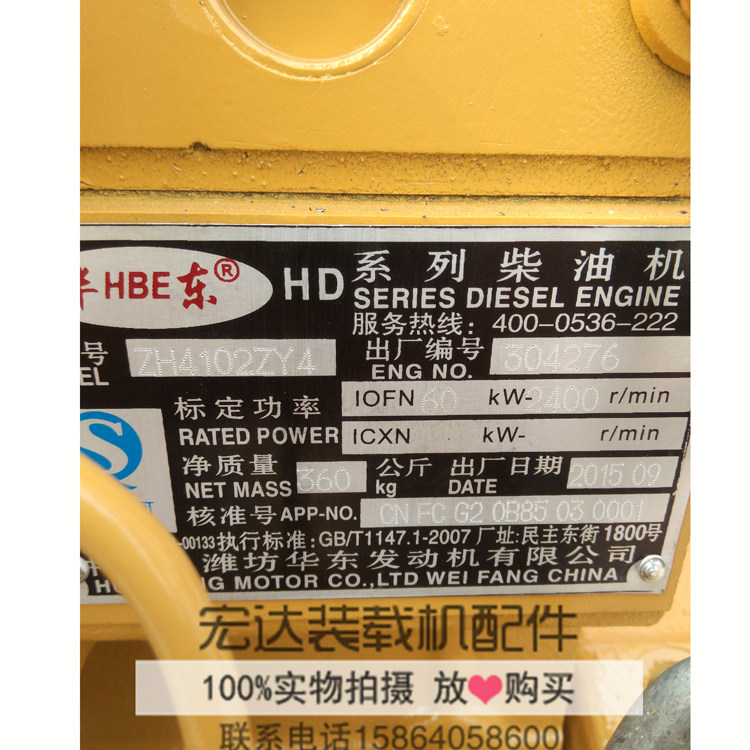 华 HBE 东®
HD 系列柴油机
SERIES DIESEL ENGINE
服务热线: 400-0536-222
号 ZH4102ZY4 出厂编号 304276
EL ENG NO.
标定功率 IOFN 60 kW- 2400 r/min
RATED POWER ICXN kW- r/min
净质量 360 公斤 出厂日期 2015 09
NET MASS kg DATE
核准号 APP-NO. CN FC G2 0B85 03 0001
-00133 执行标准: GB/T1147.1-2007 厂址: 民主东街1800号
潍坊华东发动机有限公司
NG MOTOR CO.,LTD WEI FANG CHINA
宏达装载机配件
100%实物拍摄 放❤购买
联系电话15864058600